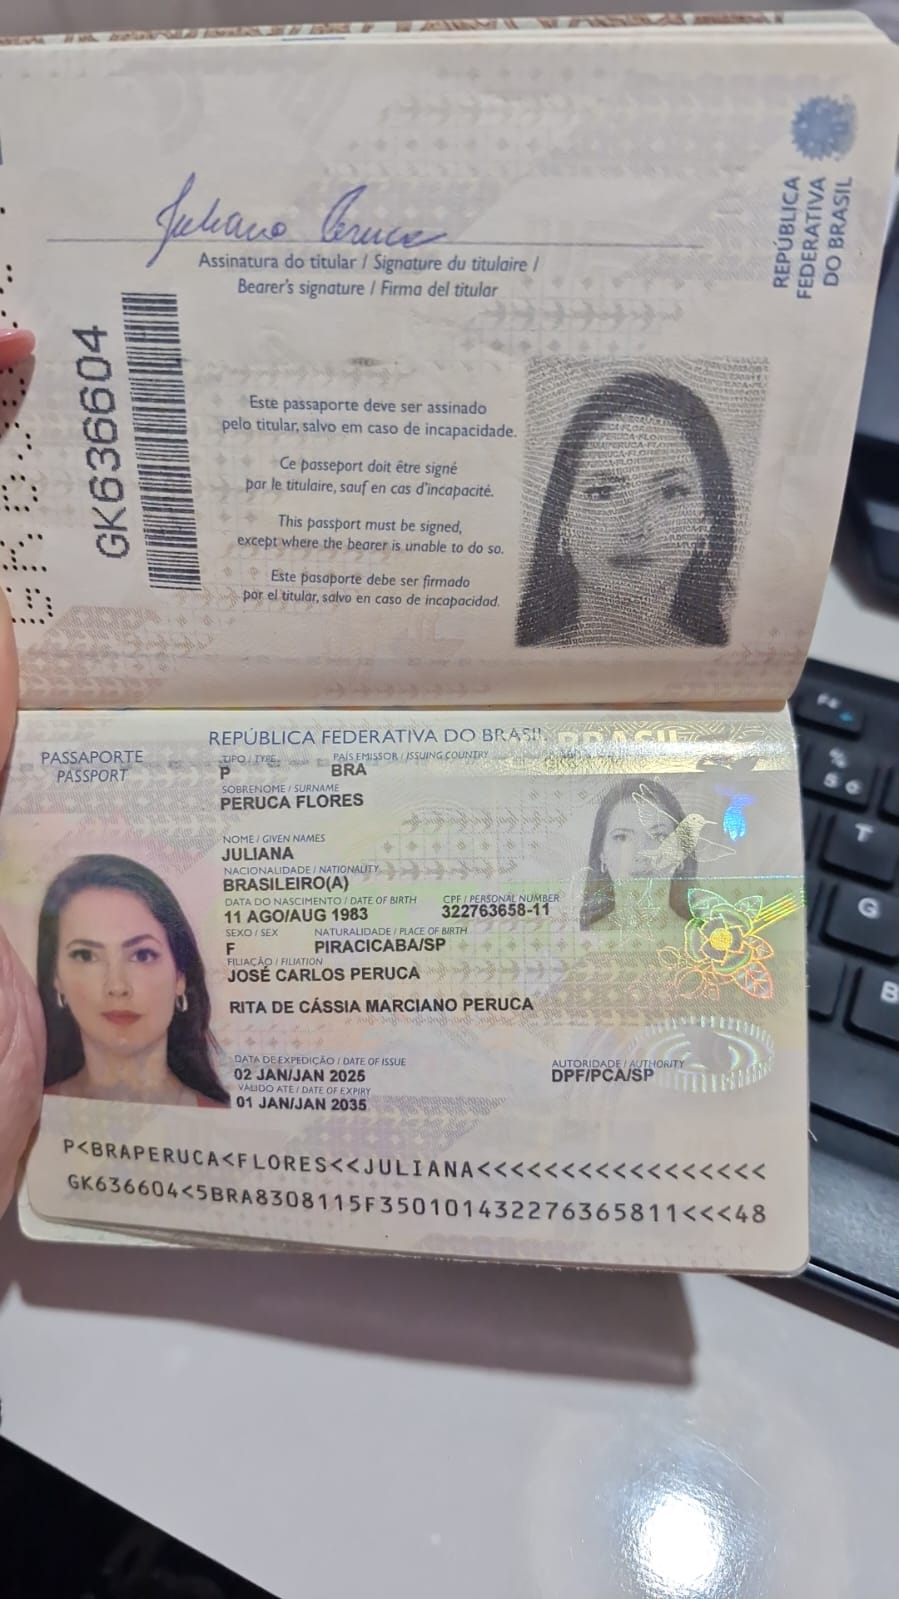 REPÚBLICA
FEDERATIVA
DO BRASIL
Juliana Peruca
Assinatura do titular / Signature du titulaire /
Bearer's signature / Firma del titular
GK636604
Este passaporte deve ser assinado
pelo titular, salvo em caso de incapacidade.
Ce passeport doit être signé
par le titulaire, sauf en cas d'incapacité.
This passport must be signed,
except where the bearer is unable to do so.
Este pasaporte debe ser firmado
por el titular, salvo en caso de incapacidad.
REPÚBLICA FEDERATIVA DO BRASIL BRASIL
PASSAPORTE
PASSPORT
TIPO / TYPE PAÍS EMISSOR / ISSUING COUNTRY
P BRA
SOBRENOME / SURNAME
PERUCA FLORES
NOME / GIVEN NAMES
JULIANA
NACIONALIDADE / NATIONALITY
BRASILEIRO(A)
DATA DO NASCIMENTO / DATE OF BIRTH CPF / PERSONAL NUMBER
11 AGO/AUG 1983 322763658-11
SEXO / SEX NATURALIDADE / PLACE OF BIRTH
F PIRACICABA/SP
FILIAÇÃO / FILIATION
JOSÉ CARLOS PERUCA
RITA DE CÁSSIA MARCIANO PERUCA
DATA DE EXPEDIÇÃO / DATE OF ISSUE AUTORIDADE / AUTHORITY
02 JAN/JAN 2025 DPF/PCA/SP
VÁLIDO ATÉ / DATE OF EXPIRY
01 JAN/JAN 2035
P<BRAPERUCA<FLORES<<JULIANA<<<<<<<<<<<<<<<<<
GK636604<5BRA8308115F350101432276365811<<<48
%
5
T
G
B